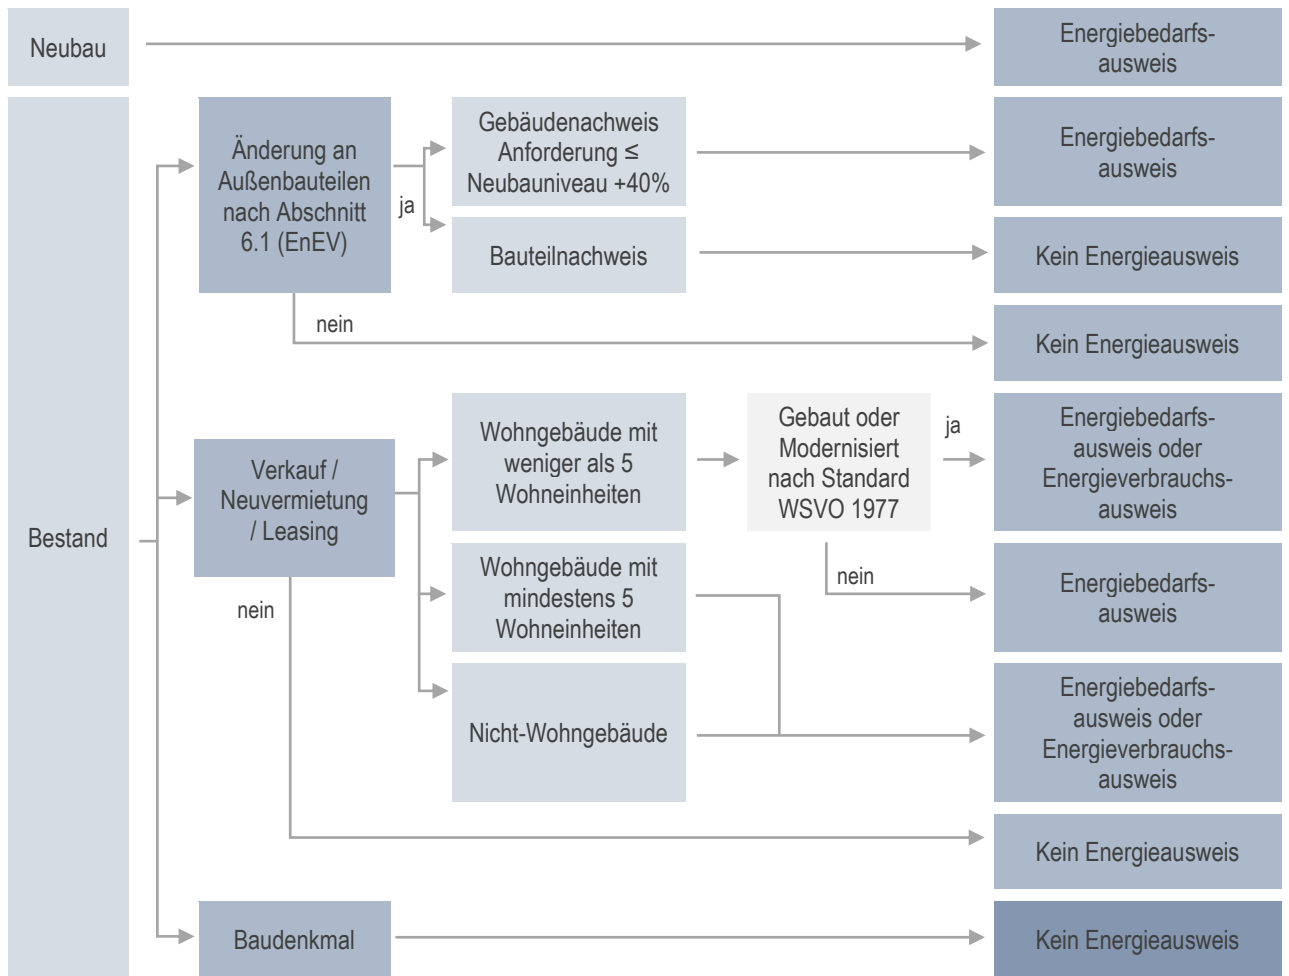 Neubau
Energiebedarfs-
ausweis
Bestand
Änderung an
Außenbauteilen
nach Abschnitt
6.1 (EnEV)
ja
nein
Gebäudenachweis
Anforderung ≤
Neubauniveau +40%
Energiebedarfs-
ausweis
Bauteilnachweis
Kein Energieausweis
Kein Energieausweis
Verkauf /
Neuvermietung
/ Leasing
nein
Wohngebäude mit
weniger als 5
Wohneinheiten
Gebaut oder
Modernisiert
nach Standard
WSVO 1977
ja
Energiebedarfs-
ausweis oder
Energieverbrauchs-
ausweis
nein
Energiebedarfs-
ausweis
Wohngebäude mit
mindestens 5
Wohneinheiten
Nicht-Wohngebäude
Energiebedarfs-
ausweis oder
Energieverbrauchs-
ausweis
Kein Energieausweis
Baudenkmal
Kein Energieausweis